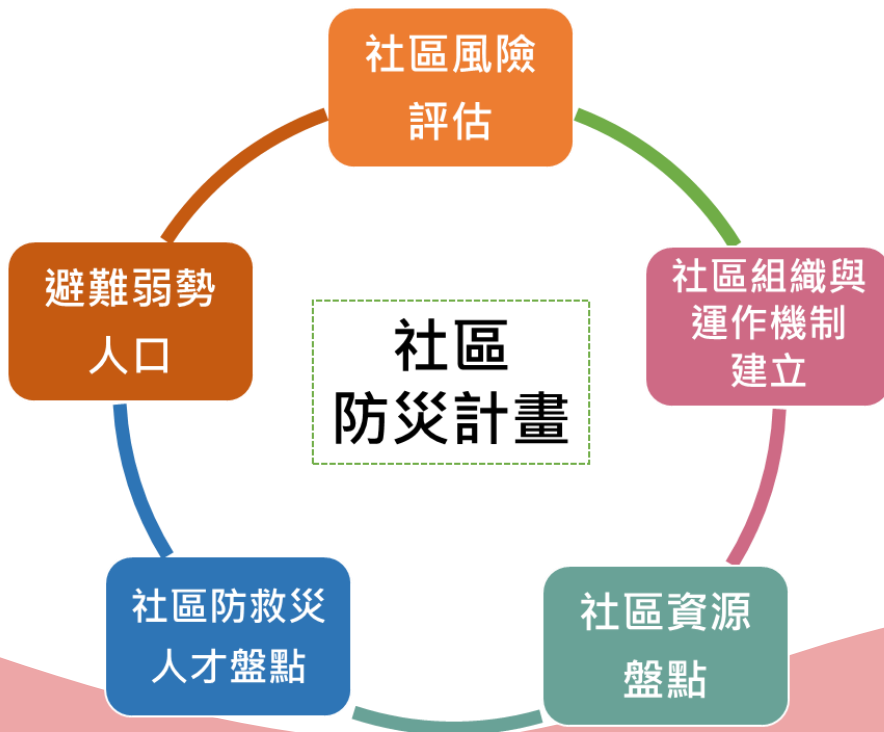 社區風險
評估
社區組織與
運作機制
建立
社區資源
盤點
社區防救災
人才盤點
避難弱勢
人口
社區
防災計畫